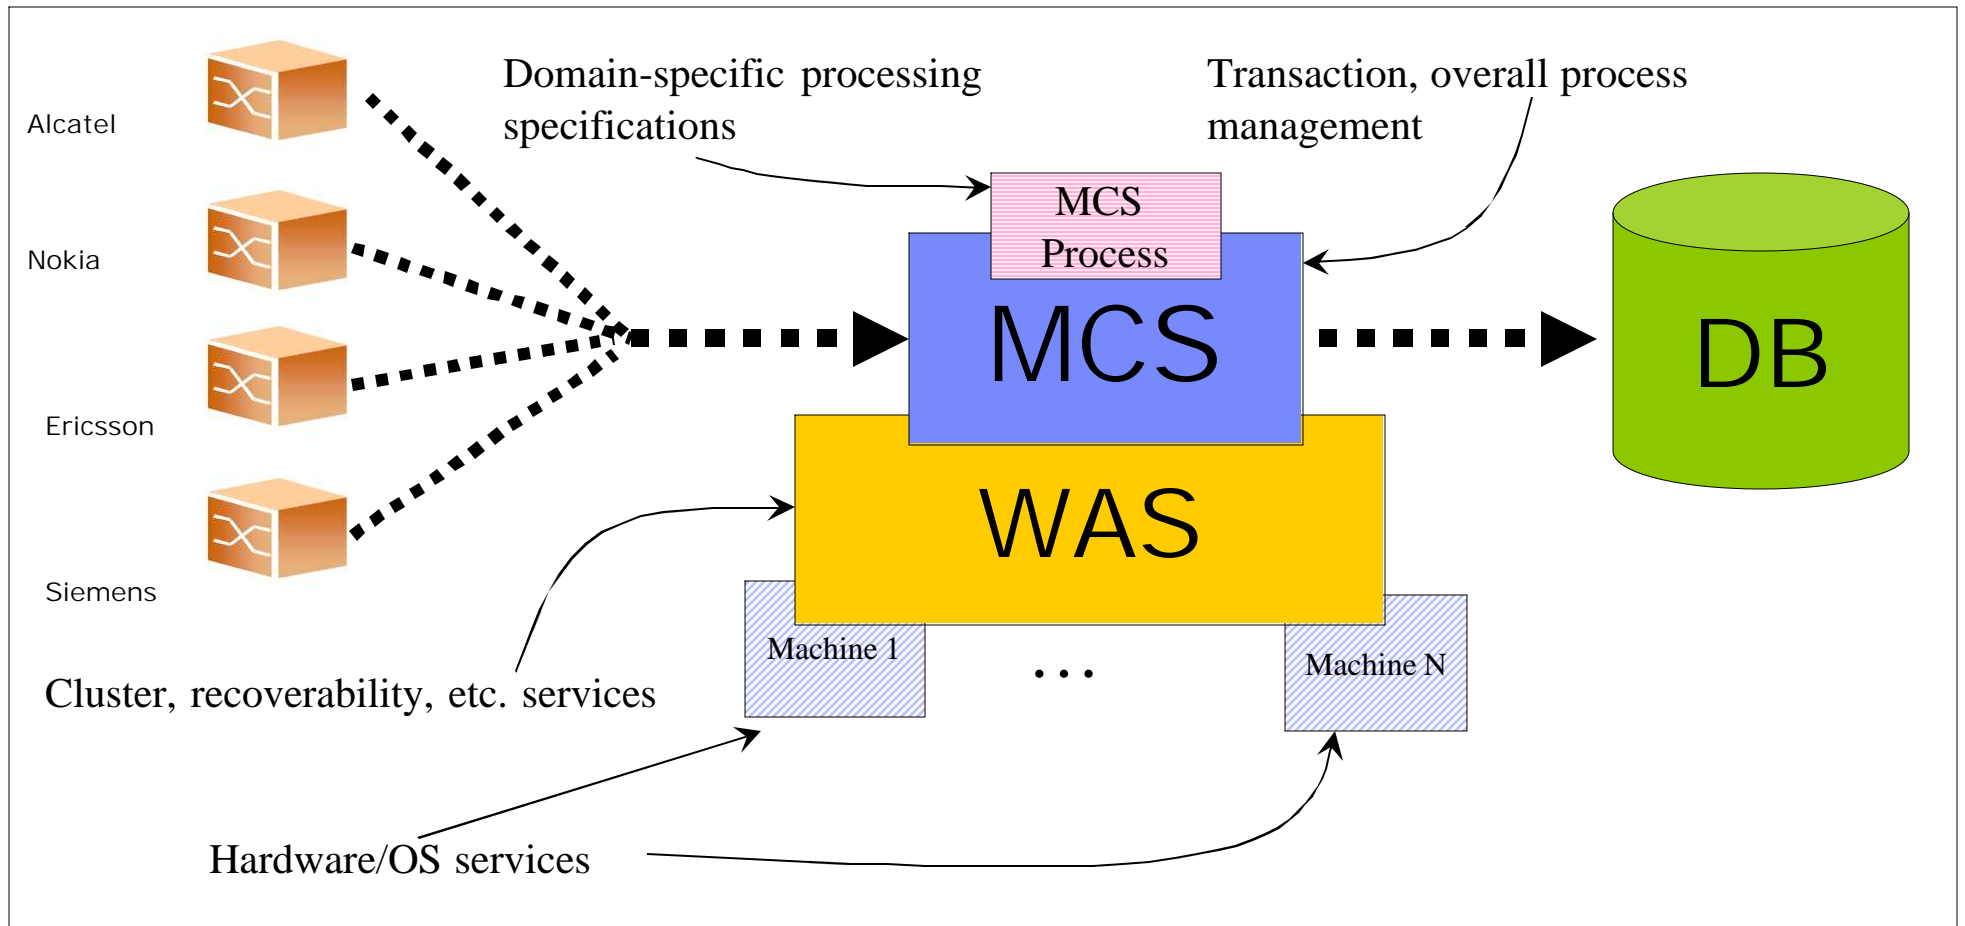 Domain-specific processing
specifications
Transaction, overall process
management
Alcatel
Nokia
Ericsson
Siemens
MCS
Process
MCS
DB
WAS
Machine 1
...
Machine N
Cluster, recoverability, etc. services
Hardware/OS services